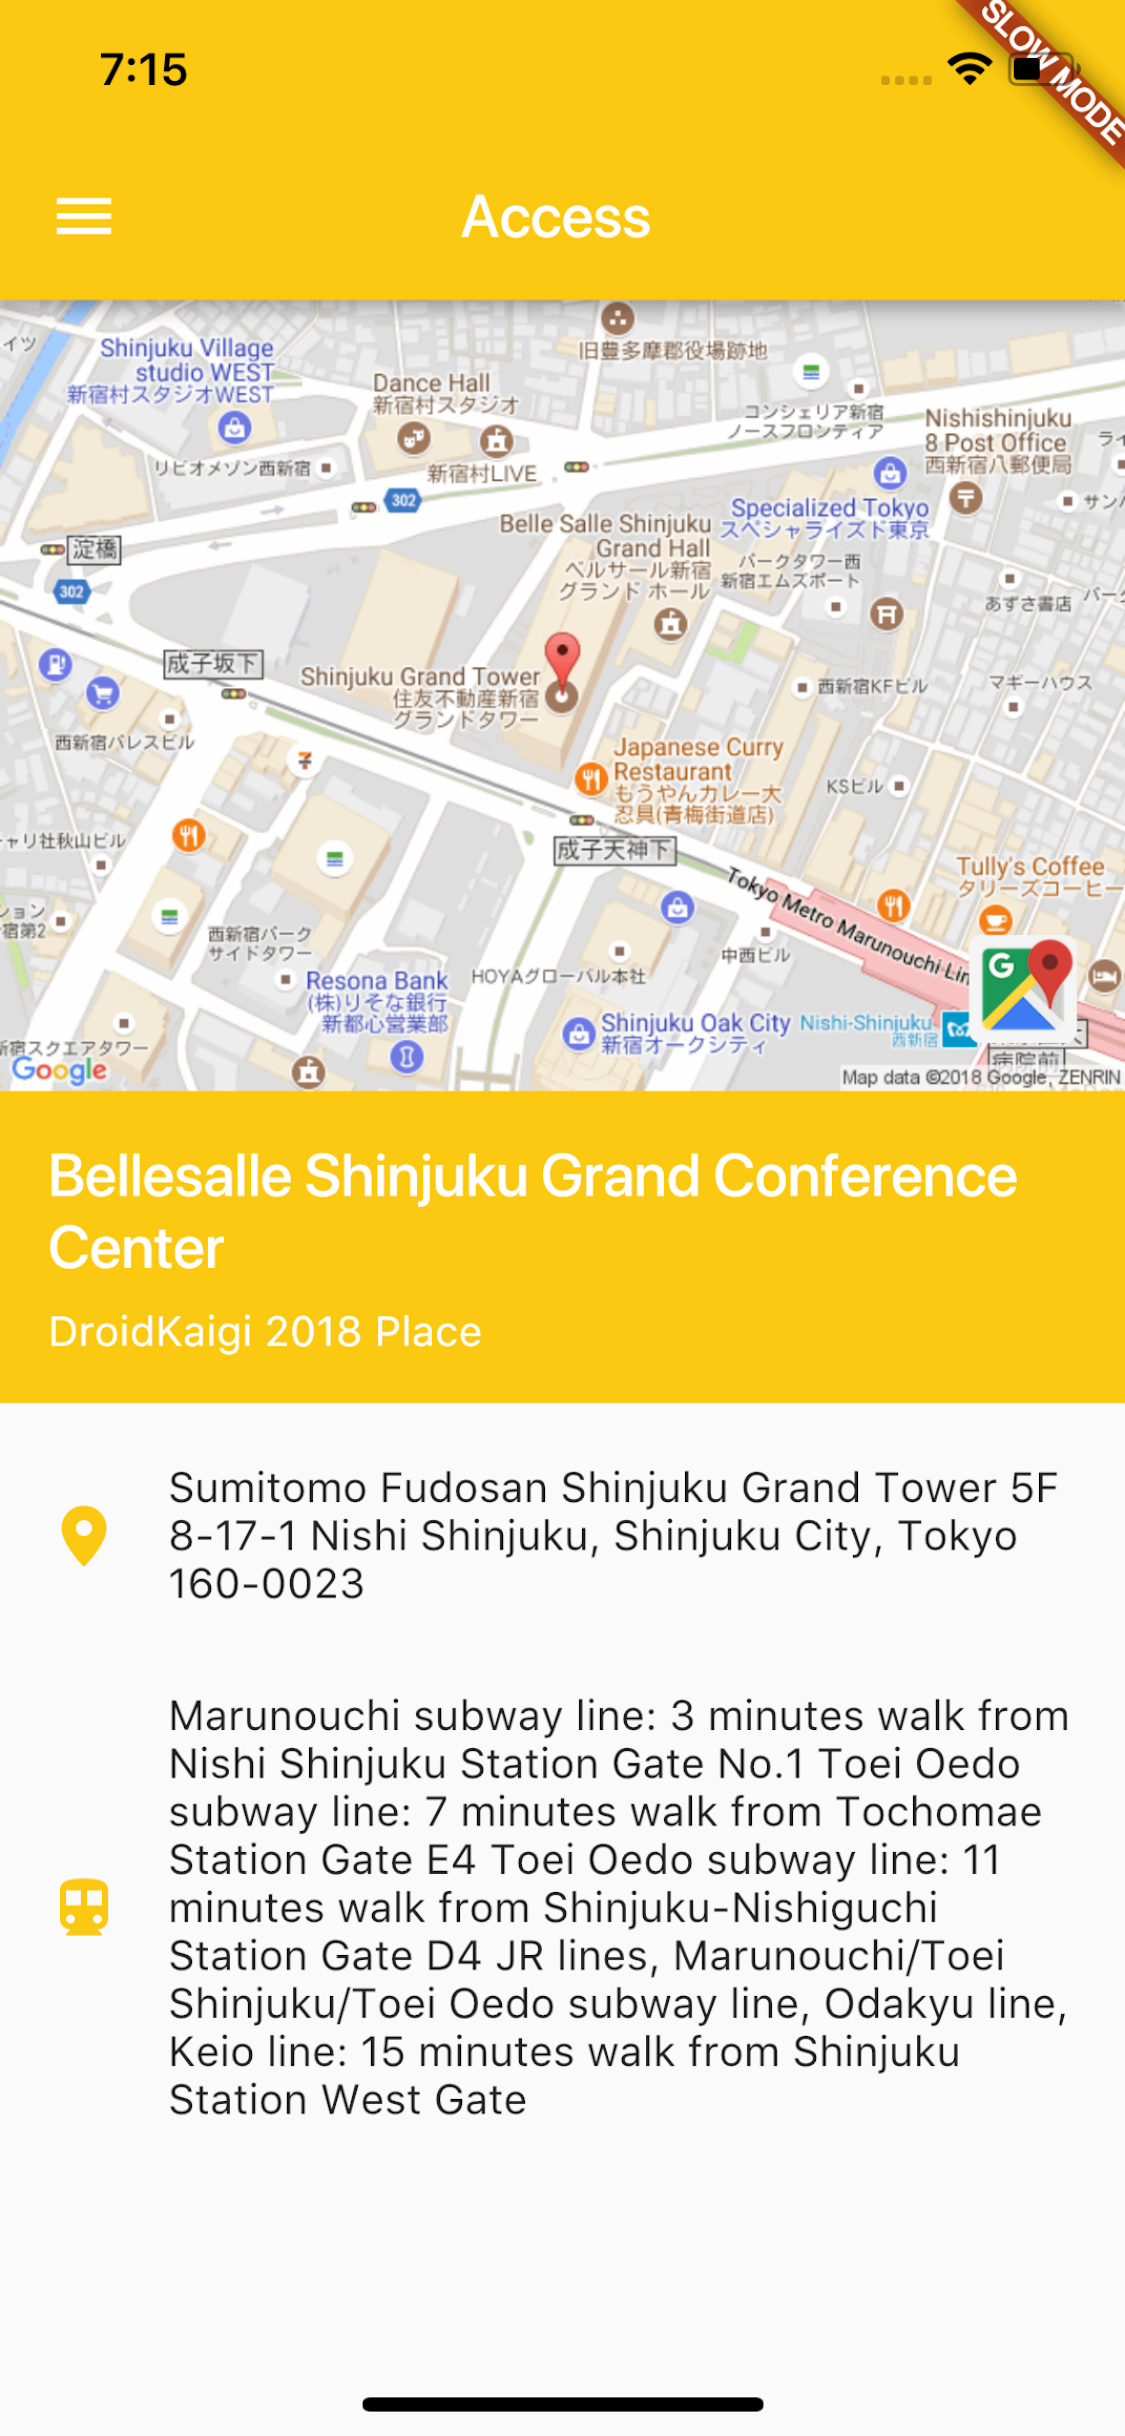 7:15
SLOW MODE
Access
イツ
Shinjuku Village
studio WEST
新宿村スタジオWEST
Dance Hall
新宿村スタジオ
旧豊多摩郡役場跡地
コンシェリア新宿
ノースフロンティア
Nishishinjuku
8 Post Office
西新宿八郵便局
ライ
リビオメゾン西新宿
新宿村LIVE
302
サンパ
Belle Salle Shinjuku
Grand Hall
ベルサール新宿
グランド ホール
Specialized Tokyo
スペシャライズド東京
パークタワー西
新宿エムズポート
淀橋
302
あずさ書店
パーク
成子坂下
Shinjuku Grand Tower
住友不動産新宿
グランドタワー
西新宿KFビル
マギーハウス
西新宿パレスビル
Japanese Curry
Restaurant
もうやんカレー大
忍具(青梅街道店)
KSビル
ャリ社秋山ビル
成子天神下
Tokyo Metro Marunouchi Lin
Tully's Coffee
タリーズコーヒー
ション
宿第2
西新宿パーク
サイドタワー
中西ビル
Resona Bank
(株)りそな銀行
新都心営業部
HOYAグローバル本社
G
Shinjuku Oak City
新宿オークシティ
Nishi-Shinjuku
西新宿
新宿スクエアタワー
病院前
Google
Map data ©2018 Google, ZENRIN
Bellesalle Shinjuku Grand Conference
Center
DroidKaigi 2018 Place
Sumitomo Fudosan Shinjuku Grand Tower 5F
8-17-1 Nishi Shinjuku, Shinjuku City, Tokyo
160-0023
Marunouchi subway line: 3 minutes walk from
Nishi Shinjuku Station Gate No.1 Toei Oedo
subway line: 7 minutes walk from Tochomae
Station Gate E4 Toei Oedo subway line: 11
minutes walk from Shinjuku-Nishiguchi
Station Gate D4 JR lines, Marunouchi/Toei
Shinjuku/Toei Oedo subway line, Odakyu line,
Keio line: 15 minutes walk from Shinjuku
Station West Gate